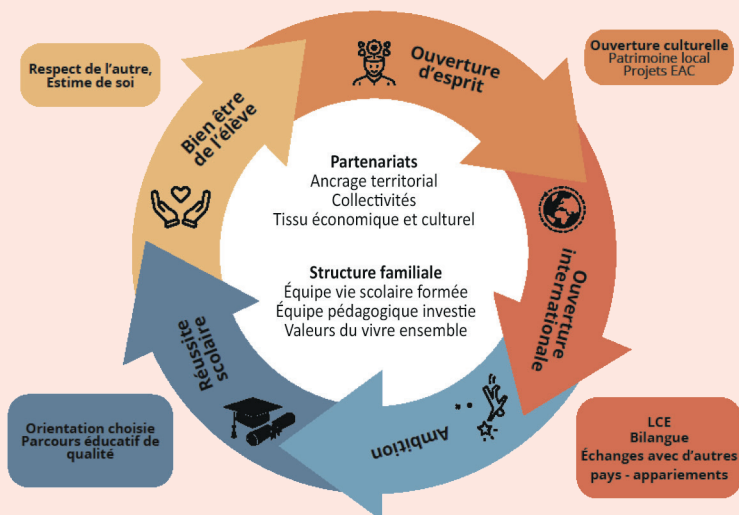 Respect de l'autre,
Estime de soi
Bien être
de l'élève
Ouverture
d'esprit
Ouverture culturelle
Patrimoine local
Projets EAC
Partenariats
Ancrage territorial
Collectivités
Tissu économique et culturel
Structure familiale
Équipe vie scolaire formée
Équipe pédagogique investie
Valeurs du vivre ensemble
Ouverture
internationale
Réussite
scolaire
Ambition
Orientation choisie
Parcours éducatif de
qualité
LCE
Bilangue
Échanges avec d'autres
pays - appariements